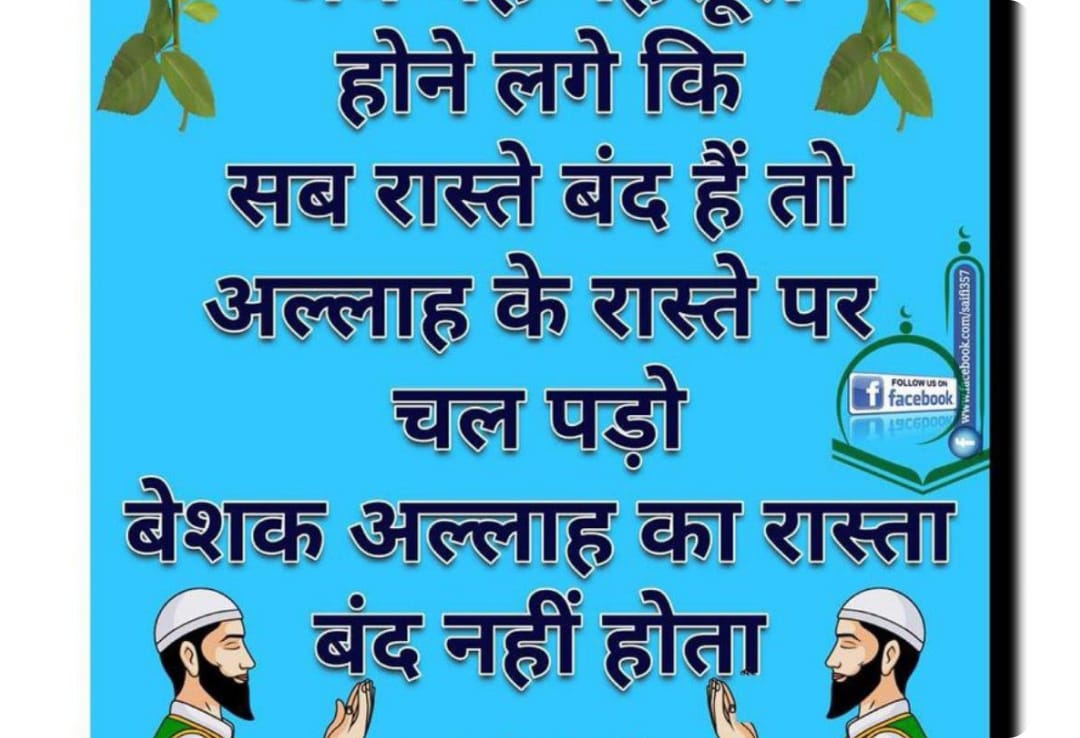 होने लगे कि
सब रास्ते बंद हैं तो
अल्लाह के रास्ते पर
चल पड़ो
बेशक अल्लाह का रास्ता
बंद नहीं होता
FOLLOW US ON
facebook
www.facebook.com/saifi357